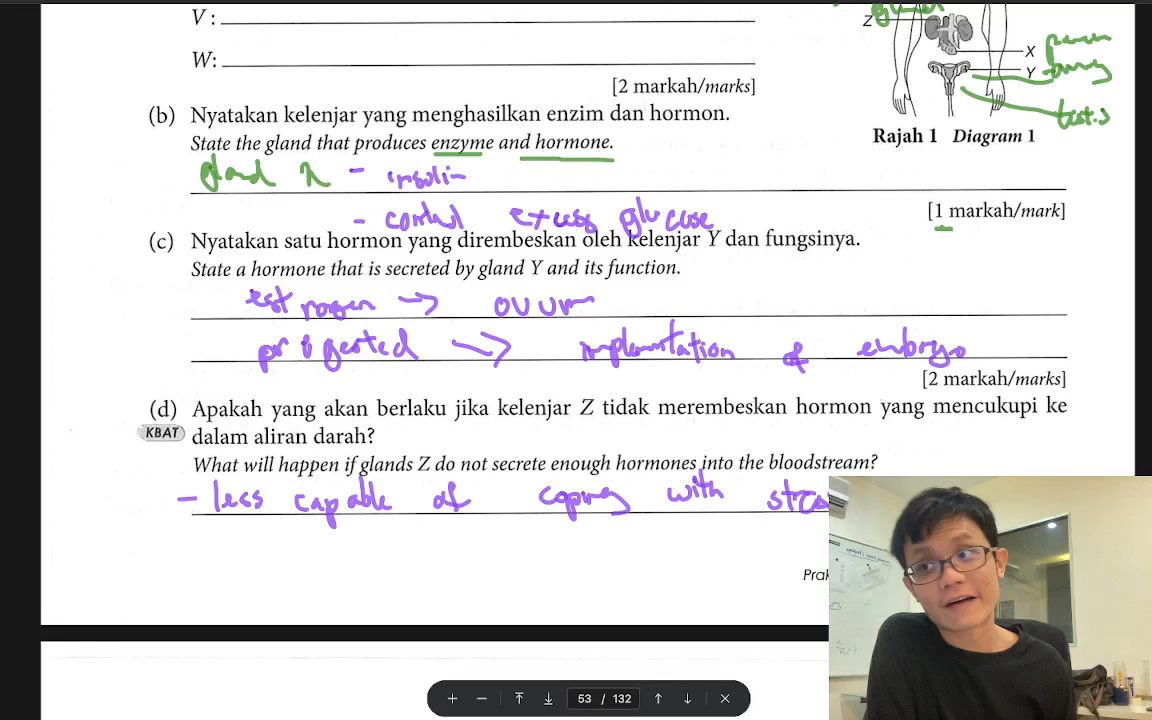 V :
W:
[2 markah/marks]
Z
X
Y
Rajah 1 Diagram 1
(b) Nyatakan kelenjar yang menghasilkan enzim dan hormon.
State the gland that produces enzyme and hormone.
gland x - insulin
[1 markah/mark]
- control excess glucose
(c) Nyatakan satu hormon yang dirembeskan oleh kelenjar Y dan fungsinya.
State a hormone that is secreted by gland Y and its function.
estrogen → ovum
→ implantation of embryo
[2 markah/marks]
(d) Apakah yang akan berlaku jika kelenjar Z tidak merembeskan hormon yang mencukupi ke
KBAT dalam aliran darah?
What will happen if glands Z do not secrete enough hormones into the bloodstream?
- less capable of coping with
Prak
53 / 132